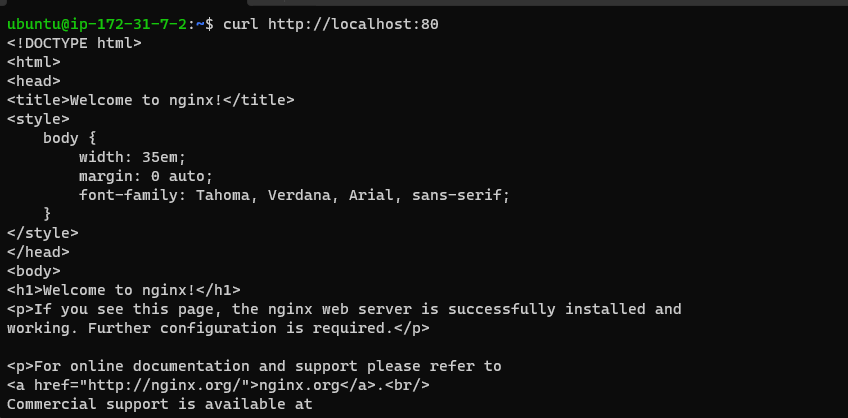 ubuntu@ip-172-31-7-2:~$ curl http://localhost:80
<!DOCTYPE html>
<html>
<head>
<title>Welcome to nginx!</title>
<style>
    body {
        width: 35em;
        margin: 0 auto;
        font-family: Tahoma, Verdana, Arial, sans-serif;
    }
</style>
</head>
<body>
<h1>Welcome to nginx!</h1>
<p>If you see this page, the nginx web server is successfully installed and
working. Further configuration is required.</p>

<p>For online documentation and support please refer to
<a href="http://nginx.org/">nginx.org</a>.<br/>
Commercial support is available at